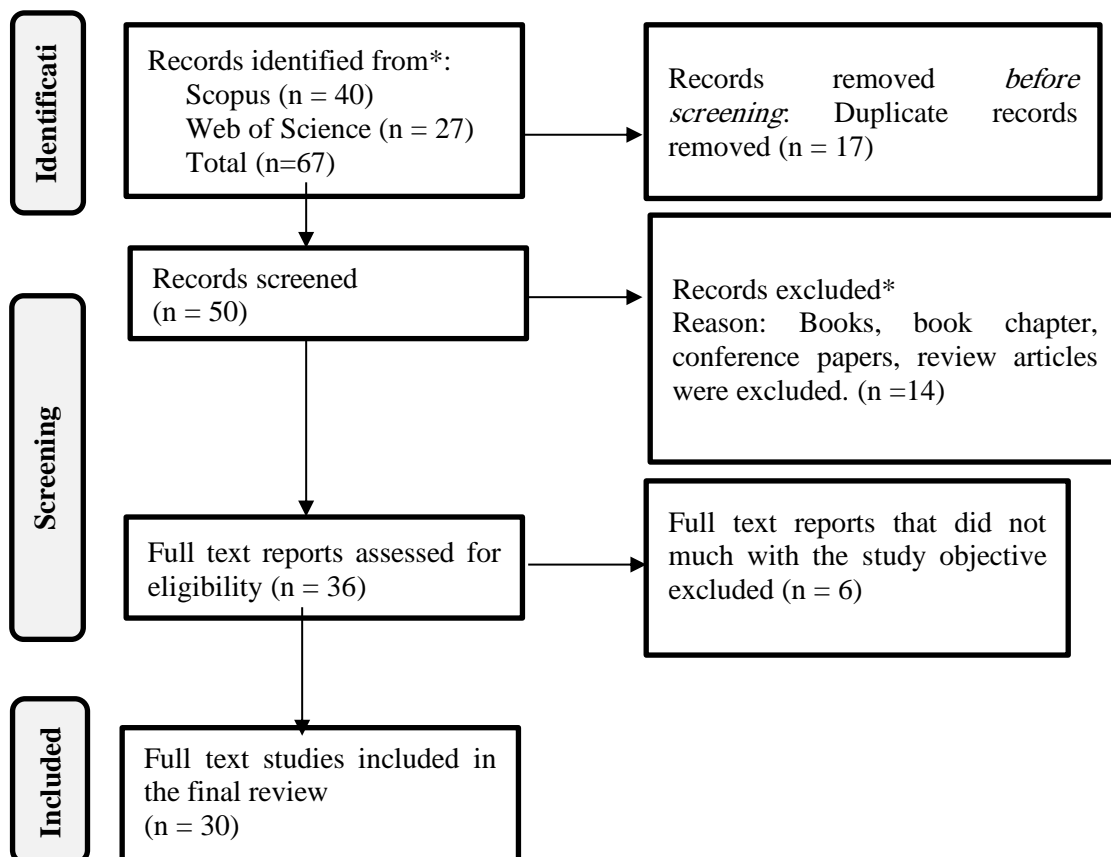 Identificati
Records identified from*:
Scopus (n = 40)
Web of Science (n = 27)
Total (n=67)
Records removed before
screening: Duplicate records
removed (n = 17)
Screening
Records screened
(n = 50)
Records excluded*
Reason: Books, book chapter,
conference papers, review articles
were excluded. (n =14)
Full text reports assessed for
eligibility (n = 36)
Full text reports that did not
much with the study objective
excluded (n = 6)
Included
Full text studies included in
the final review
(n = 30)